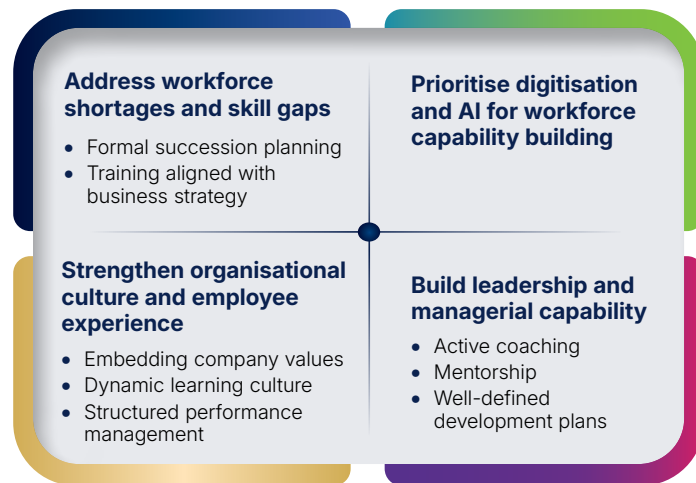 Address workforce
shortages and skill gaps
• Formal succession planning
• Training aligned with
business strategy
Prioritise digitisation
and AI for workforce
capability building
Strengthen organisational
culture and employee
experience
• Embedding company values
• Dynamic learning culture
• Structured performance
management
Build leadership and
managerial capability
• Active coaching
• Mentorship
• Well-defined
development plans